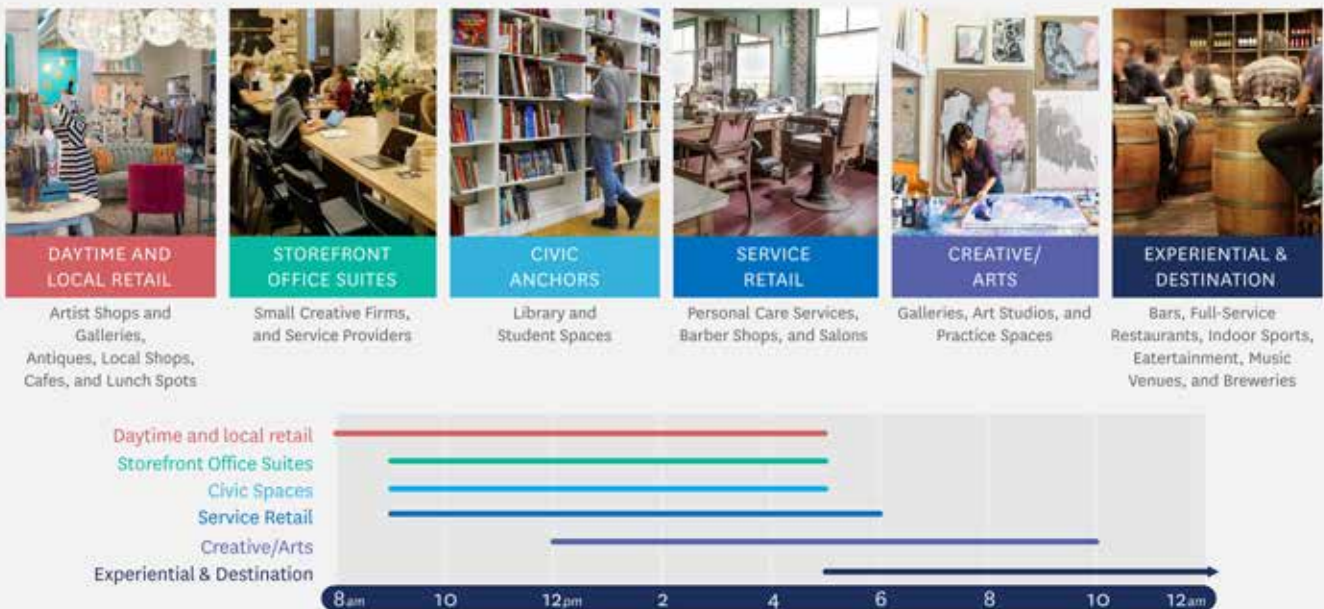 DAYTIME AND
LOCAL RETAIL
Artist Shops and
Galleries,
Antiques, Local Shops,
Cafes, and Lunch Spots
STOREFRONT
OFFICE SUITES
Small Creative Firms,
and Service Providers
CIVIC
ANCHORS
Library and
Student Spaces
SERVICE
RETAIL
Personal Care Services,
Barber Shops, and Salons
CREATIVE/
ARTS
Galleries, Art Studios, and
Practice Spaces
EXPERIENTIAL &
DESTINATION
Bars, Full-Service
Restaurants, Indoor Sports,
Eatertainment, Music
Venues, and Breweries
Daytime and local retail
Storefront Office Suites
Civic Spaces
Service Retail
Creative/Arts
Experiential & Destination
8am 10 12pm 2 4 6 8 10 12am